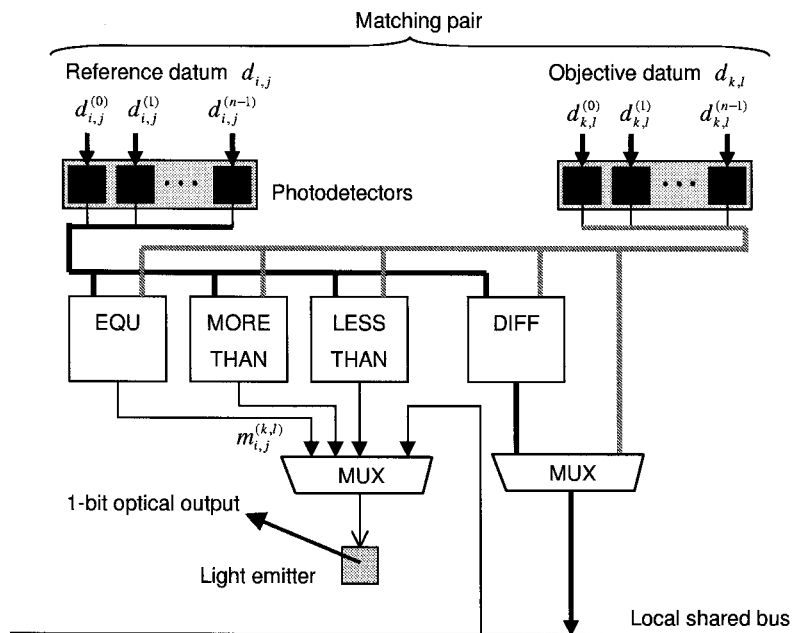 Matching pair
Reference datum d_{i,j}
Objective datum d_{k,l}
d_{i,j}^{(0)} d_{i,j}^{(1)} d_{i,j}^{(n-1)}
d_{k,l}^{(0)} d_{k,l}^{(1)} d_{k,l}^{(n-1)}
Photodetectors
EQU
MORE
THAN
LESS
THAN
DIFF
m_{i,j}^{(k,l)}
MUX
MUX
1-bit optical output
Light emitter
Local shared bus